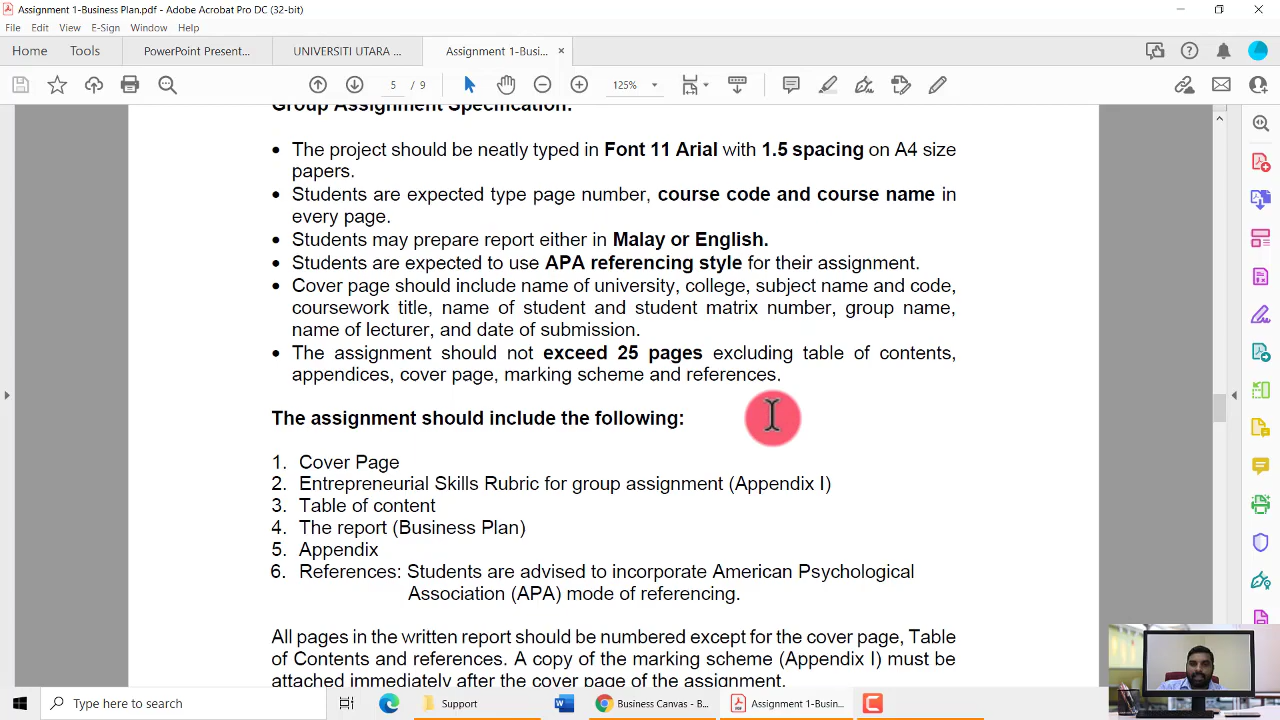 Assignment 1-Business Plan.pdf - Adobe Acrobat Pro DC (32-bit)
File Edit View E-Sign Window Help
Home Tools PowerPoint Present... UNIVERSITI UTARA ... Assignment 1-Busi... ×
5 / 9 125%
Group Assignment Specification:
• The project should be neatly typed in Font 11 Arial with 1.5 spacing on A4 size
papers.
• Students are expected type page number, course code and course name in
every page.
• Students may prepare report either in Malay or English.
• Students are expected to use APA referencing style for their assignment.
• Cover page should include name of university, college, subject name and code,
coursework title, name of student and student matrix number, group name,
name of lecturer, and date of submission.
• The assignment should not exceed 25 pages excluding table of contents,
appendices, cover page, marking scheme and references.
The assignment should include the following:
1. Cover Page
2. Entrepreneurial Skills Rubric for group assignment (Appendix I)
3. Table of content
4. The report (Business Plan)
5. Appendix
6. References: Students are advised to incorporate American Psychological
Association (APA) mode of referencing.
All pages in the written report should be numbered except for the cover page, Table
of Contents and references. A copy of the marking scheme (Appendix I) must be
attached immediately after the cover page of the assignment.
Type here to search Business Canvas - B... Assignment 1-Busin...